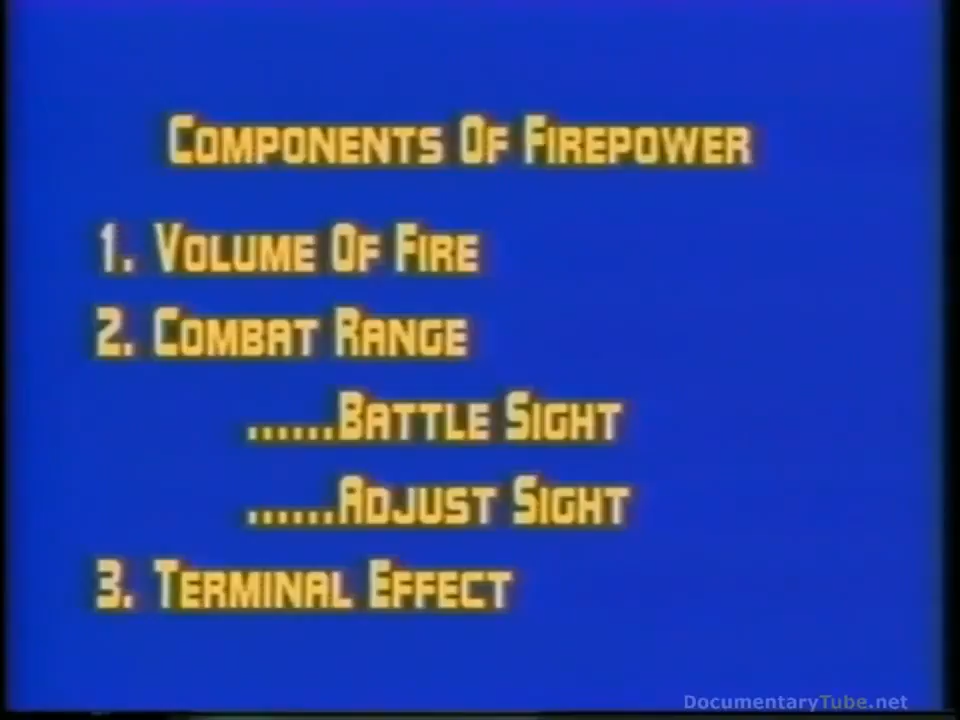 Components Of Firepower
1. Volume Of Fire
2. Combat Range
......Battle Sight
......Adjust Sight
3. Terminal Effect
DocumentaryTube.net